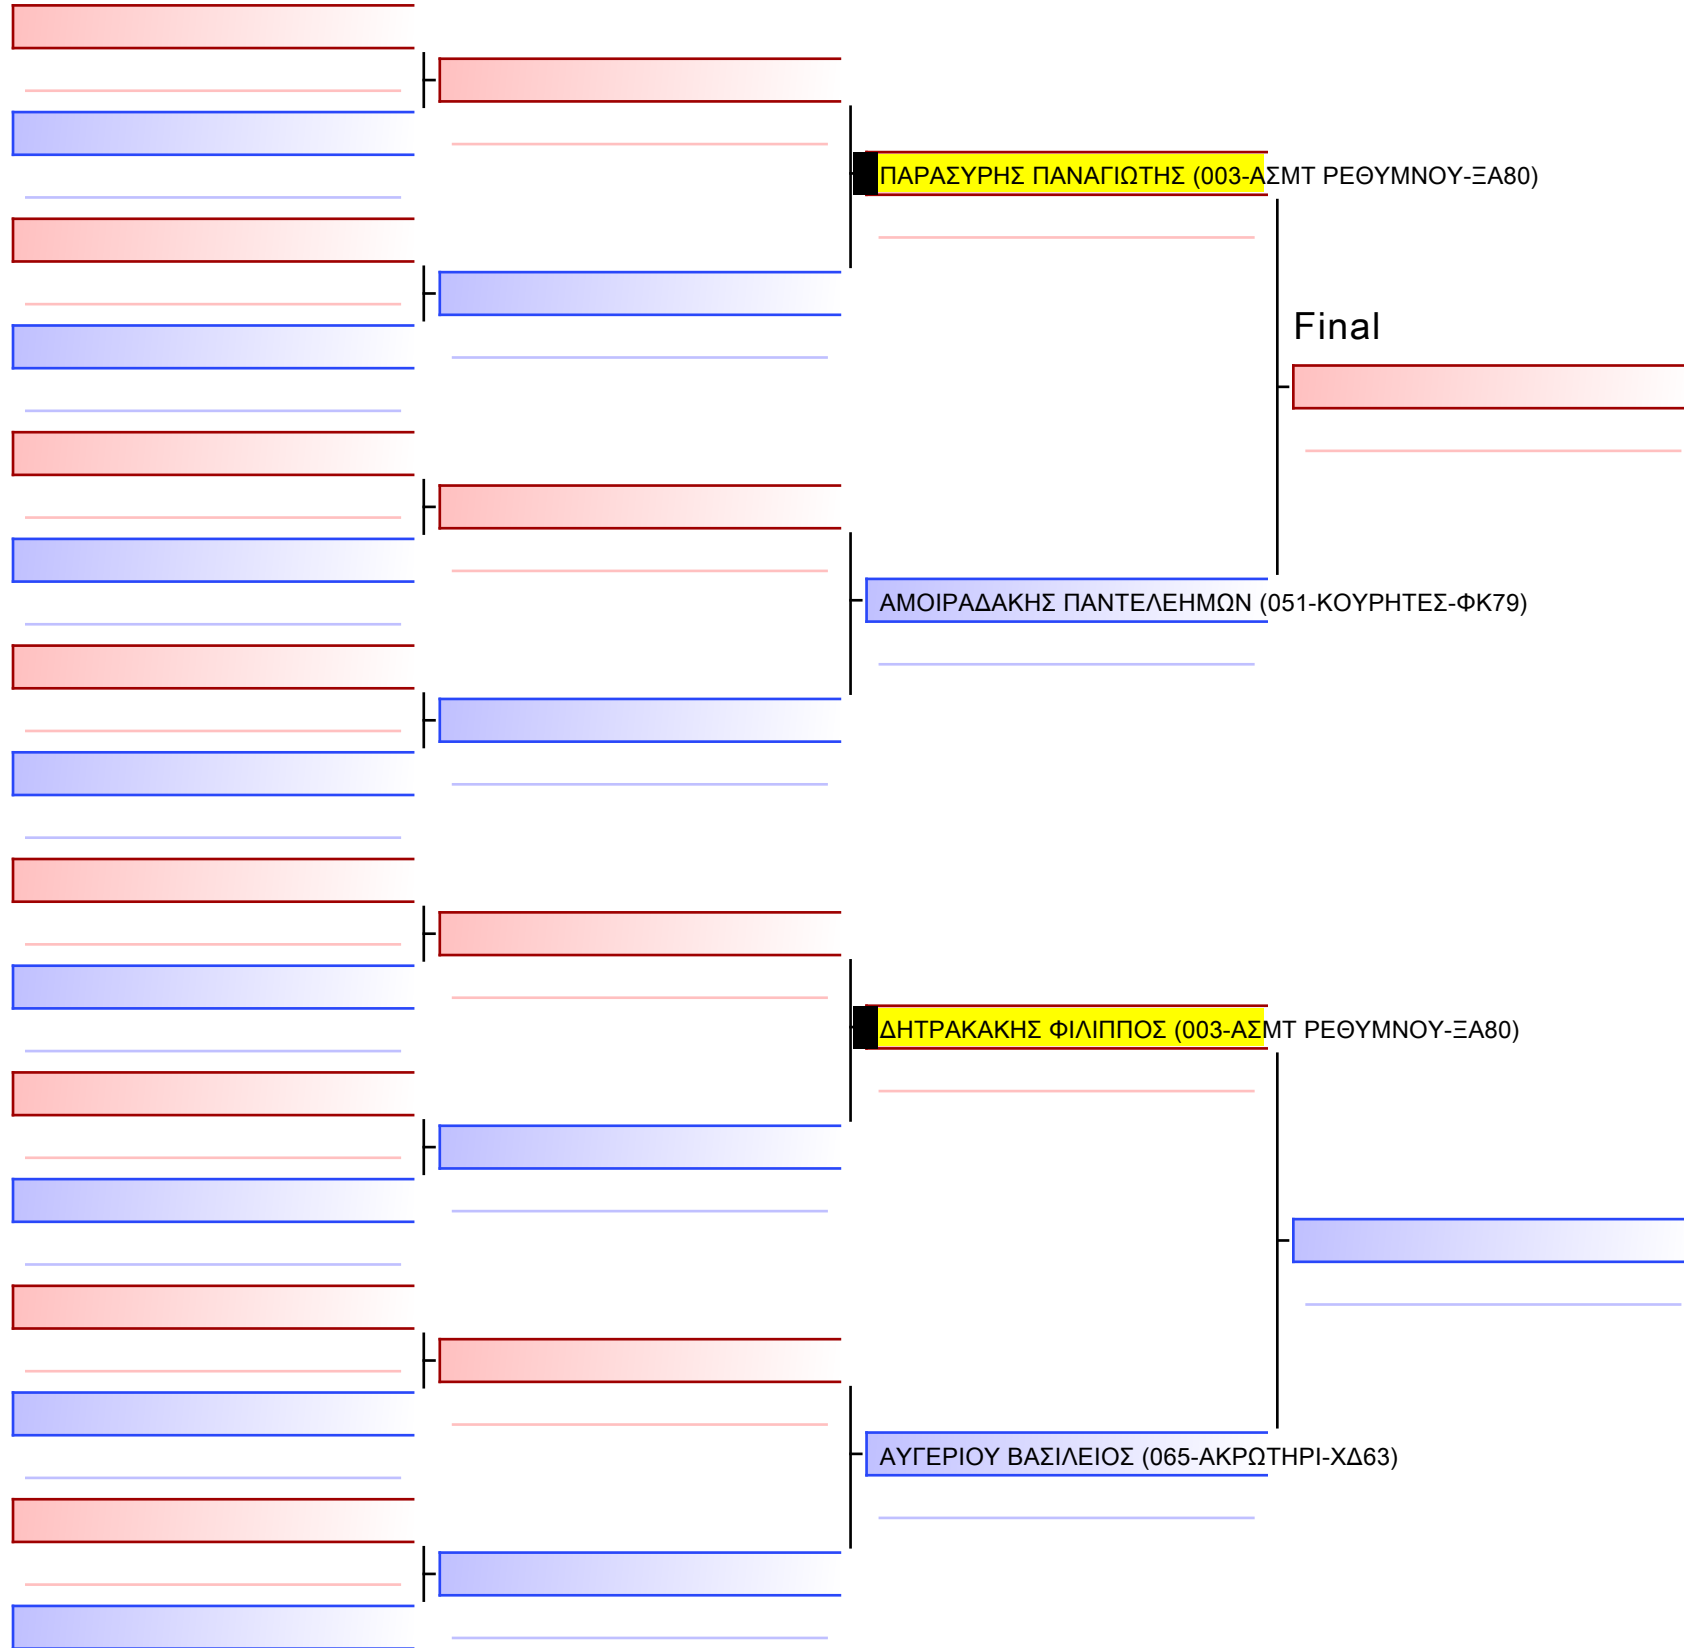 ΠΑΡΑΣΥΡΗΣ ΠΑΝΑΓΙΩΤΗΣ (003-ΑΣΜΤ ΡΕΘΥΜΝΟΥ-ΞΑ80)
Final
ΑΜΟΙΡΑΔΑΚΗΣ ΠΑΝΤΕΛΕΗΜΩΝ (051-ΚΟΥΡΗΤΕΣ-ΦΚ79)
ΔΗΤΡΑΚΑΚΗΣ ΦΙΛΙΠΠΟΣ (003-ΑΣΜΤ ΡΕΘΥΜΝΟΥ-ΞΑ80)
ΑΥΓΕΡΙΟΥ ΒΑΣΙΛΕΙΟΣ (065-ΑΚΡΩΤΗΡΙ-ΧΔ63)